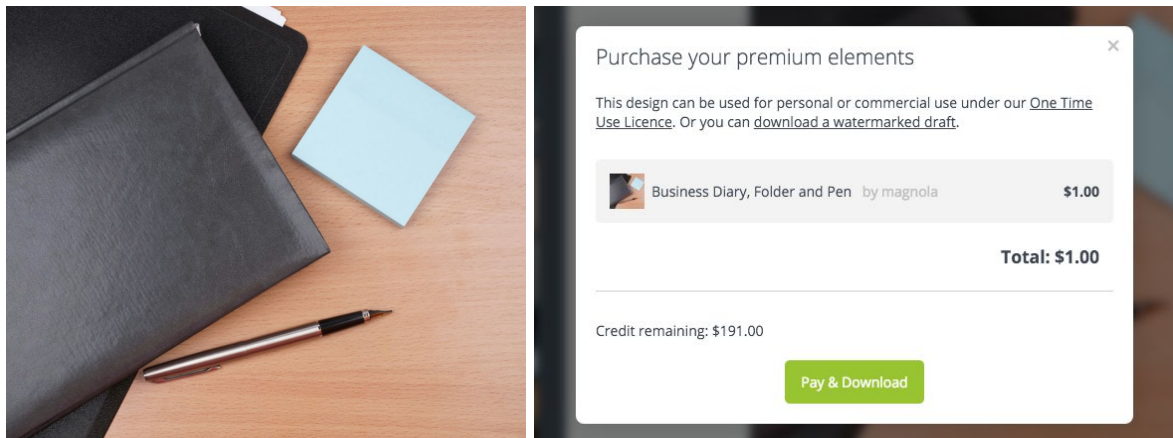 Purchase your premium elements
×
This design can be used for personal or commercial use under our One Time
Use Licence. Or you can download a watermarked draft.
Business Diary, Folder and Pen by magnola $1.00
Total: $1.00
Credit remaining: $191.00
Pay & Download